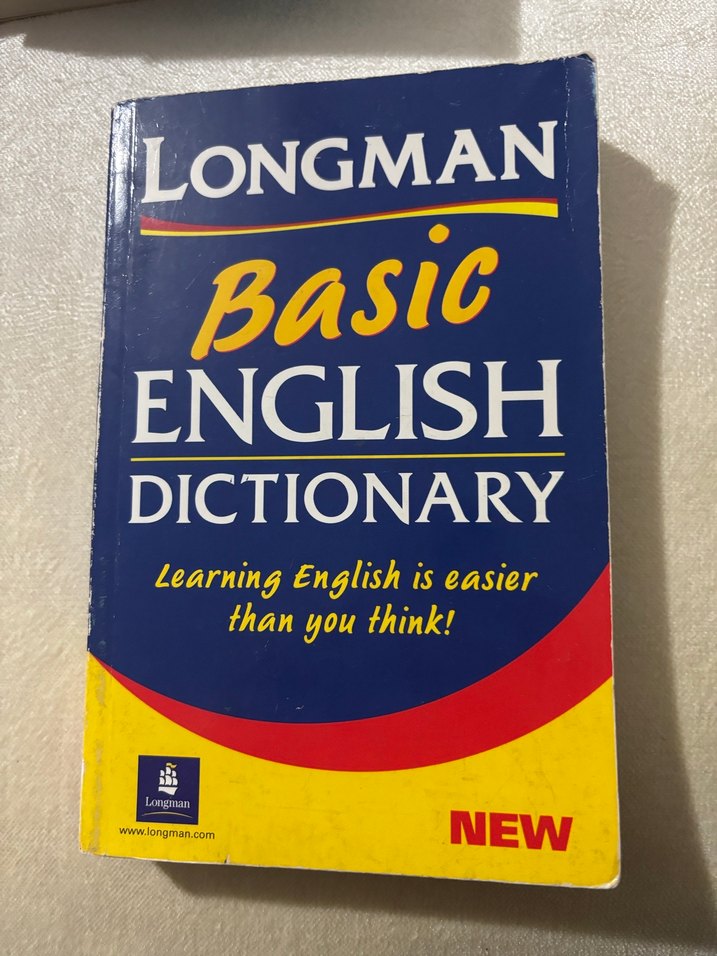 LONGMAN
Basic
ENGLISH
DICTIONARY
Learning English is easier
than you think!
Longman
www.longman.com
NEW